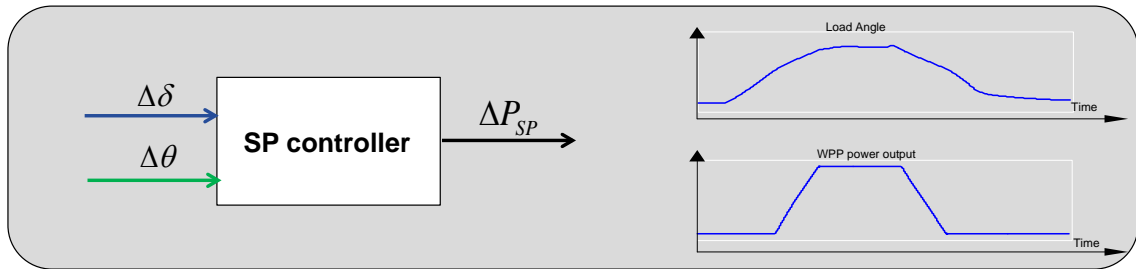 Δδ
Δθ
SP controller
ΔP_SP
Load Angle
Time
WPP power output
Time